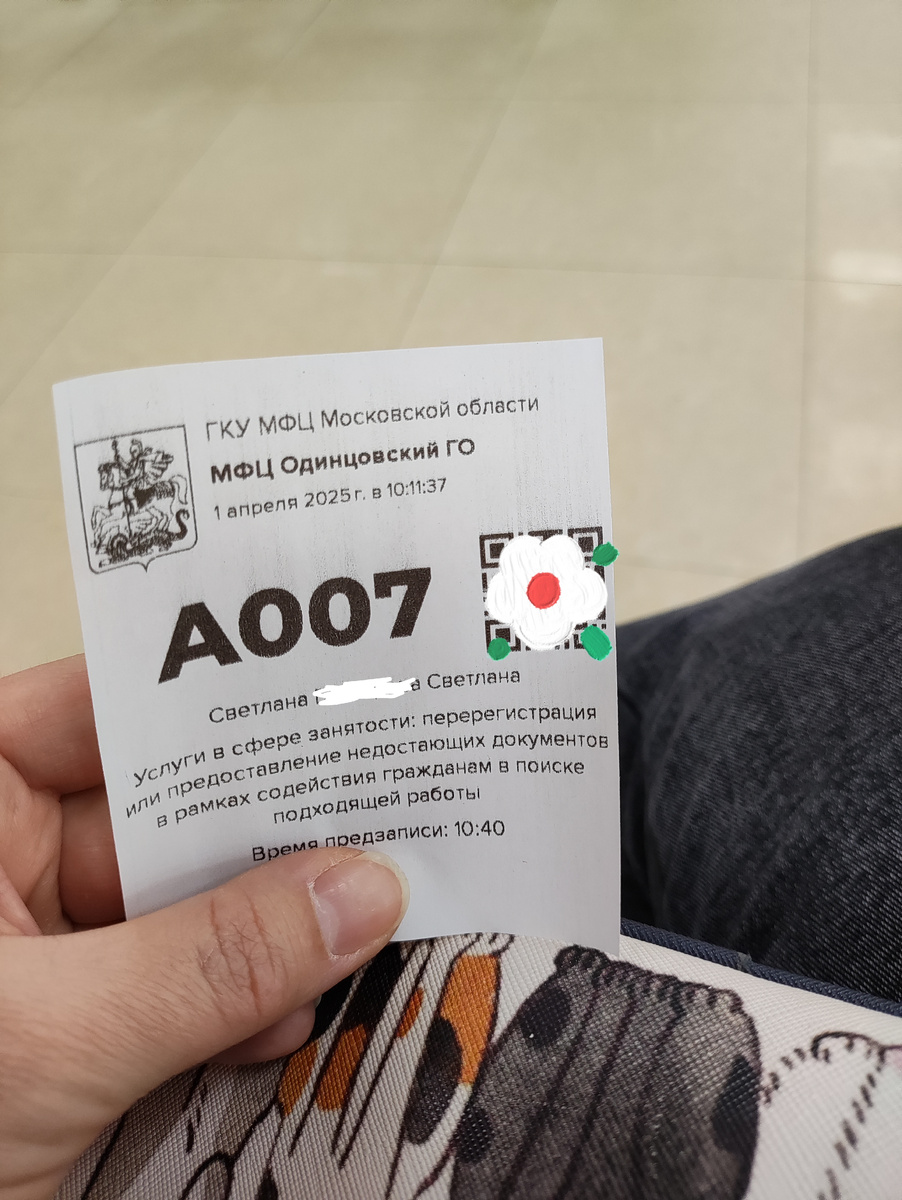 ГКУ МФЦ Московской области
МФЦ Одинцовский ГО
1 апреля 2025 г. в 10:11:37
А007
Светлана а Светлана
Услуги в сфере занятости: перерегистрация
или предоставление недостающих документов
в рамках содействия гражданам в поиске
подходящей работы
Время предзаписи: 10:40